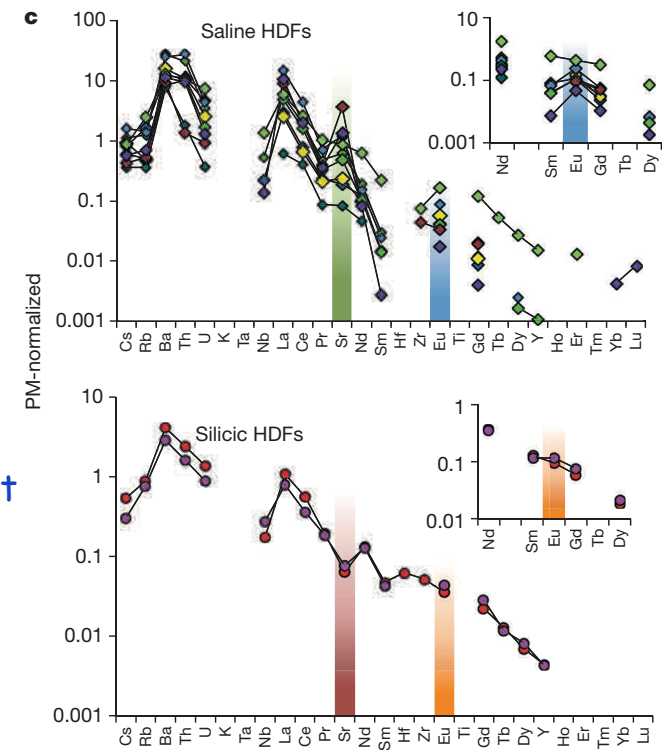 c
Saline HDFs
100
10
1
0.1
0.01
0.001
Cs Rb Ba Th U K Ta Nb La Ce Pr Sr Nd Sm Hf Zr Eu Ti Gd Tb Dy Y Ho Er Tm Yb Lu
10
0.1
0.001
Nd Sm Eu Gd Tb Dy
PM-normalized
Silicic HDFs
10
1
0.1
0.01
0.001
Cs Rb Ba Th U K Ta Nb La Ce Pr Sr Nd Sm Hf Zr Eu Ti Gd Tb Dy Y Ho Er Tm Yb Lu
1
0.1
0.01
Nd Sm Eu Gd Tb Dy
†